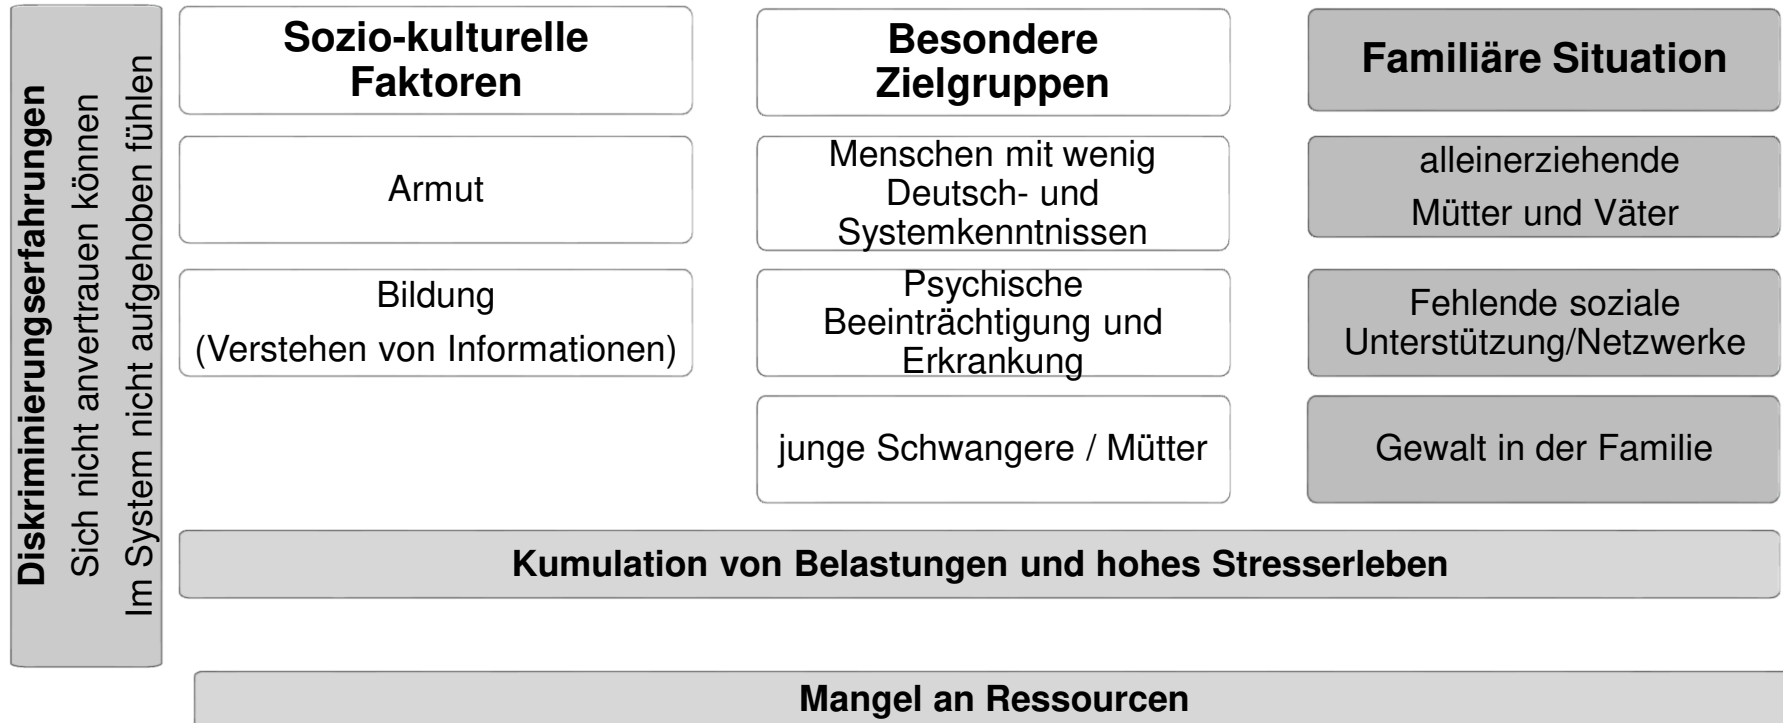 Diskriminierungserfahrungen
Sich nicht anvertrauen können
Im System nicht aufgehoben fühlen
Sozio-kulturelle
Faktoren
Armut
Bildung
(Verstehen von Informationen)
Besondere
Zielgruppen
Menschen mit wenig
Deutsch- und
Systemkenntnissen
Psychische
Beeinträchtigung und
Erkrankung
junge Schwangere / Mütter
Familiäre Situation
alleinerziehende
Mütter und Väter
Fehlende soziale
Unterstützung/Netzwerke
Gewalt in der Familie
Kumulation von Belastungen und hohes Stresserleben
Mangel an Ressourcen